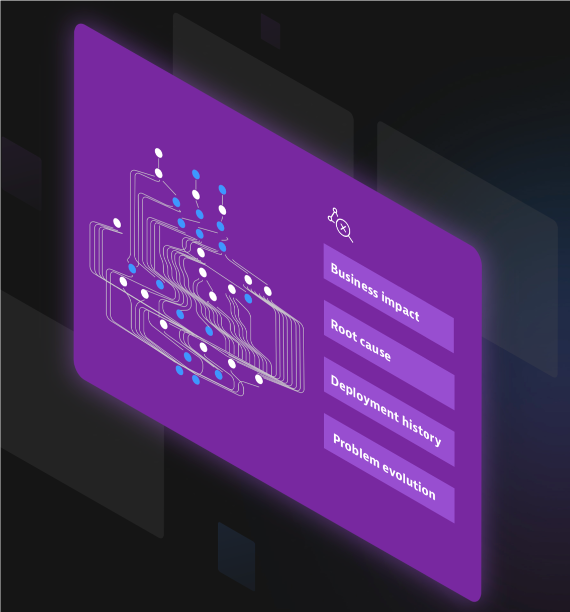 Business impact
Root cause
Deployment history
Problem evolution